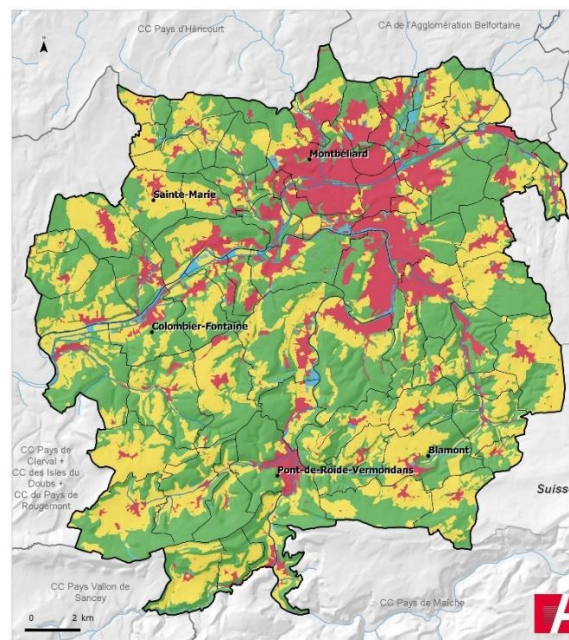 CC Pays d'Héricourt
CA de l'Agglomération Belfortaine
Montbéliard
Sainte-Marie
Colombier-Fontaine
Blamont
CC Pays de
Clerval +
CC des Isles du
Doubs +
CC du Pays de
Rougemont
Pont-de-Roide-Vermondans
Suisse
CC Pays Vallon de
Sancey
CC Pays de Maîche
0 2 km